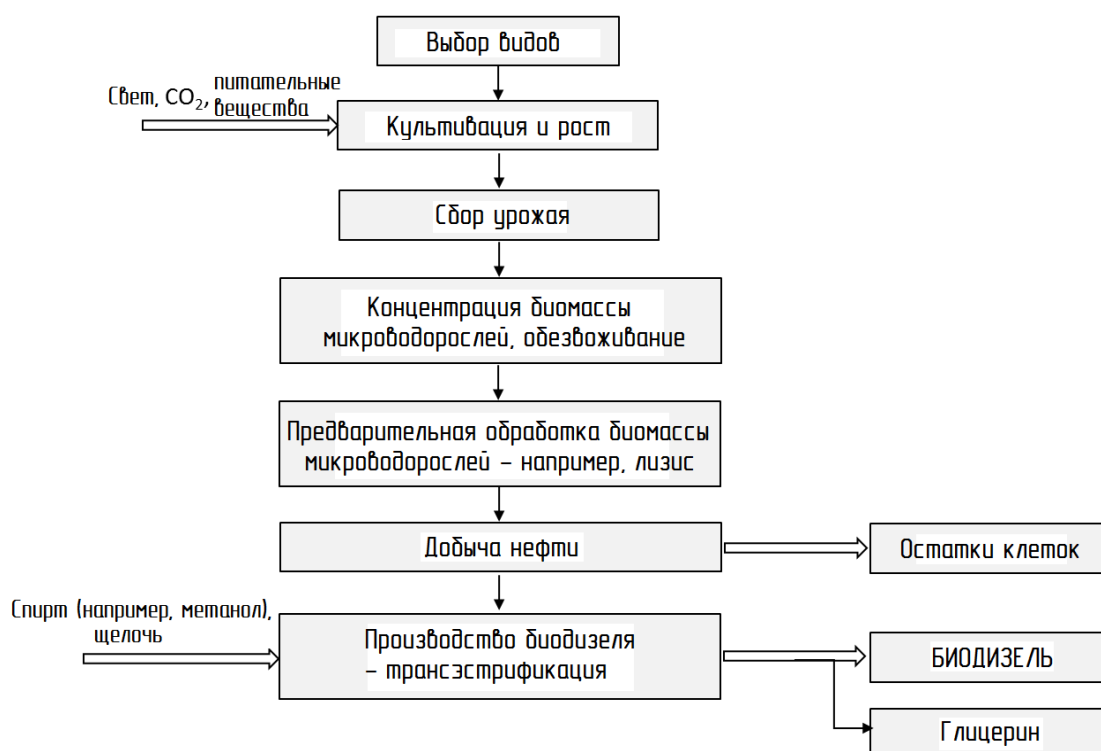 Выбор видов
Свет, CO₂, питательные
вещества
Культивация и рост
Сбор урожая
Концентрация биомассы
микроводорослей, обезвоживание
Предварительная обработка биомассы
микроводорослей – например, лизис
Добыча нефти
Остатки клеток
Спирт (например, метанол),
щелочь
Производство биодизеля
– трансэстрификация
БИОДИЗЕЛЬ
Глицерин